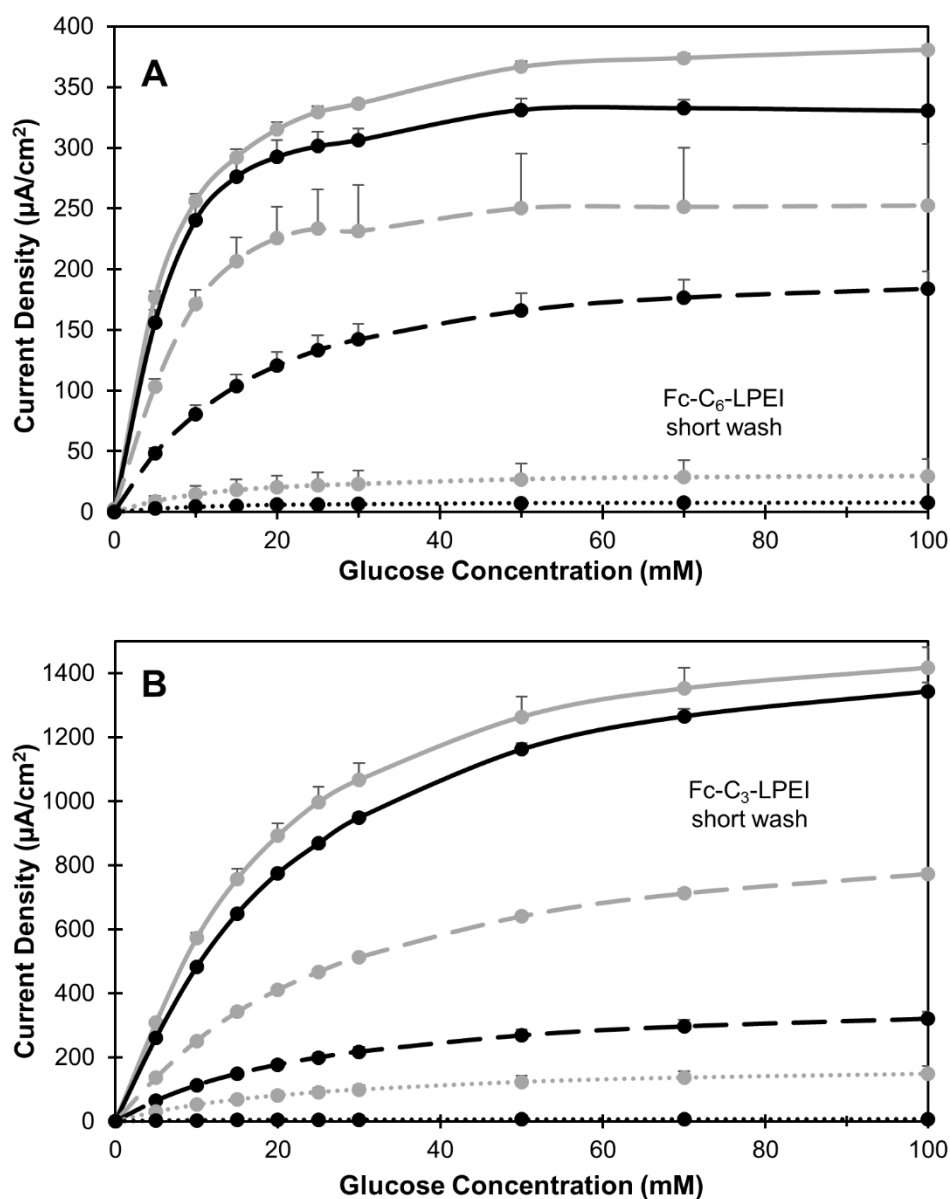 A
400
350
300
250
200
150
100
50
0
Current Density (µA/cm²)
Fc-C₆-LPEI
short wash
0 20 40 60 80 100
Glucose Concentration (mM)
B
1400
1200
1000
800
600
400
200
0
Current Density (µA/cm²)
Fc-C₃-LPEI
short wash
0 20 40 60 80 100
Glucose Concentration (mM)